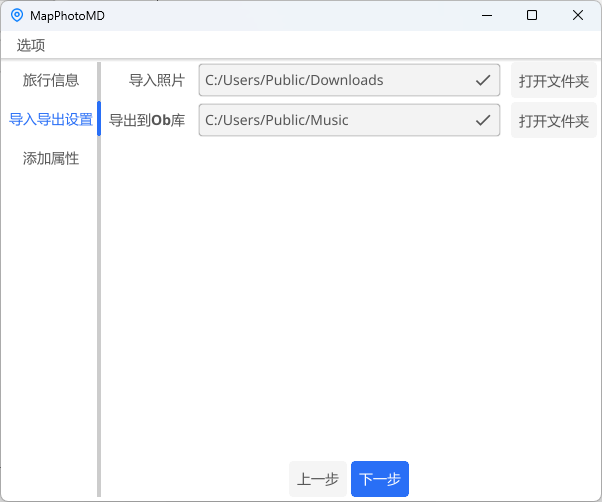 MapPhotoMD
选项
旅行信息
导入照片 C:/Users/Public/Downloads 打开文件夹
导入导出设置
导出到Ob库 C:/Users/Public/Music 打开文件夹
添加属性
上一步 下一步